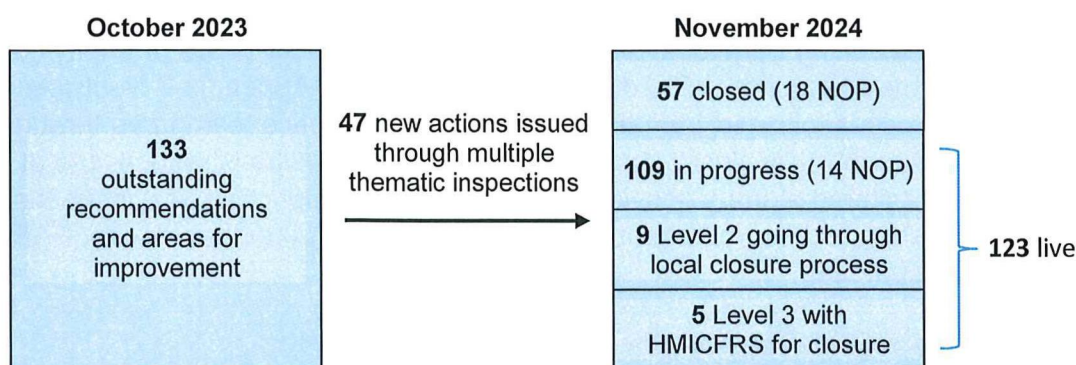 October 2023
133
outstanding
recommendations
and areas for
improvement
47 new actions issued
through multiple
thematic inspections
November 2024
57 closed (18 NOP)
109 in progress (14 NOP)
9 Level 2 going through
local closure process
5 Level 3 with
HMICFRS for closure
123 live